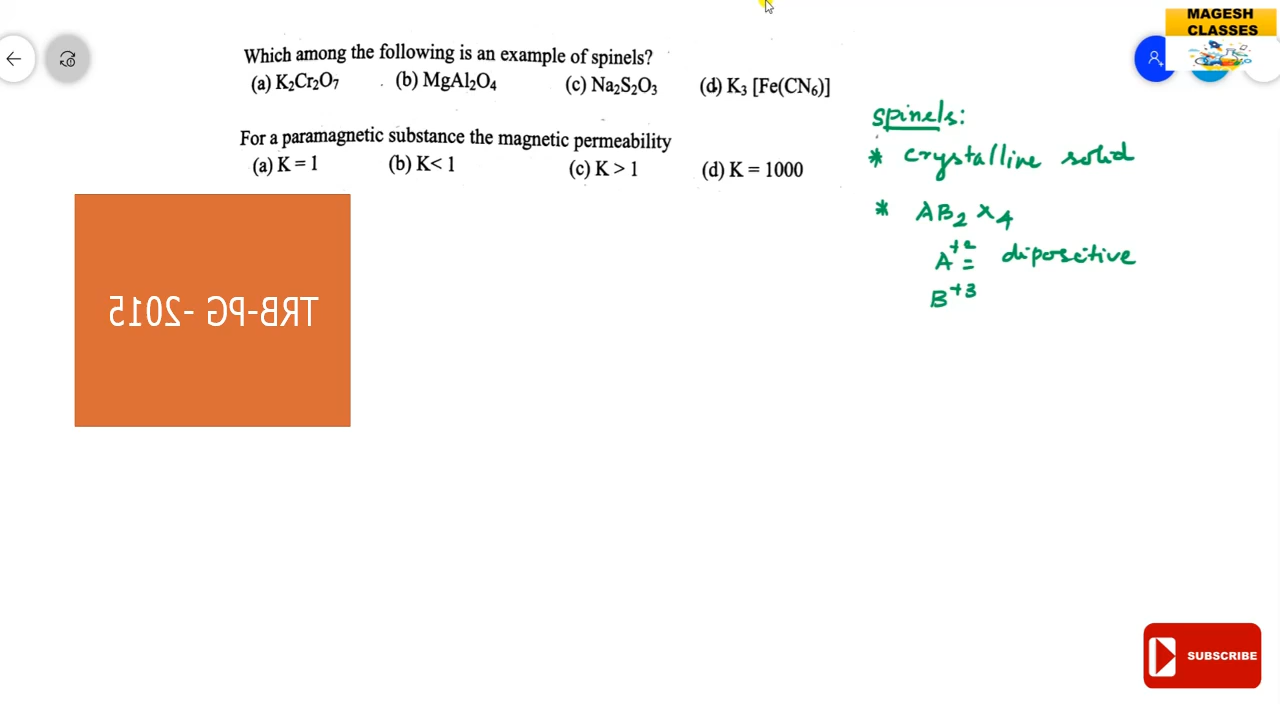 MAGESH
CLASSES
Which among the following is an example of spinels?
(a) K₂Cr₂O₇ (b) MgAl₂O₄ (c) Na₂S₂O₃ (d) K₃ [Fe(CN₆)]
For a paramagnetic substance the magnetic permeability
(a) K = 1 (b) K< 1 (c) K > 1 (d) K = 1000
TRB-PG -2015
spinels:
* crystalline solid
* AB₂ X₄
A⁺² = dipositive
B⁺³
SUBSCRIBE